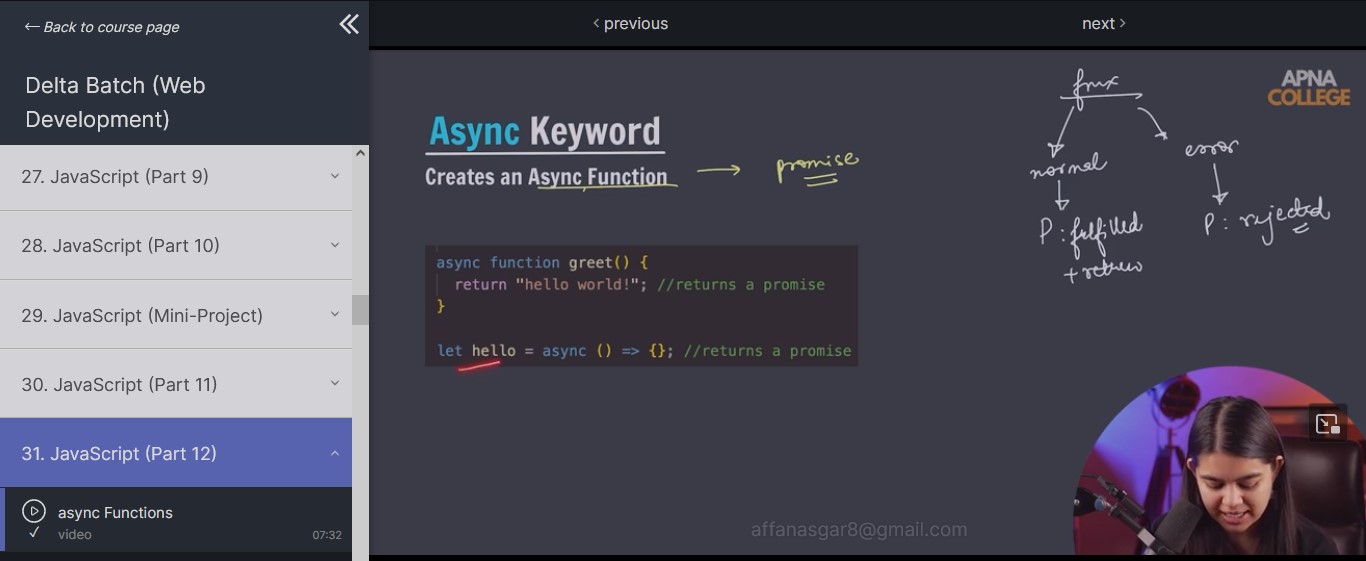 ← Back to course page
Delta Batch (Web
Development)
27. JavaScript (Part 9)
28. JavaScript (Part 10)
29. JavaScript (Mini-Project)
30. JavaScript (Part 11)
31. JavaScript (Part 12)
async Functions
video
07:32
‹ previous
next ›
APNA
COLLEGE
Async Keyword
Creates an Async Function → promise
async function greet() {
return "hello world!"; //returns a promise
}
let hello = async () => {}; //returns a promise
normal
error
P : fulfilled
P : rejected
affanasgar8@gmail.com